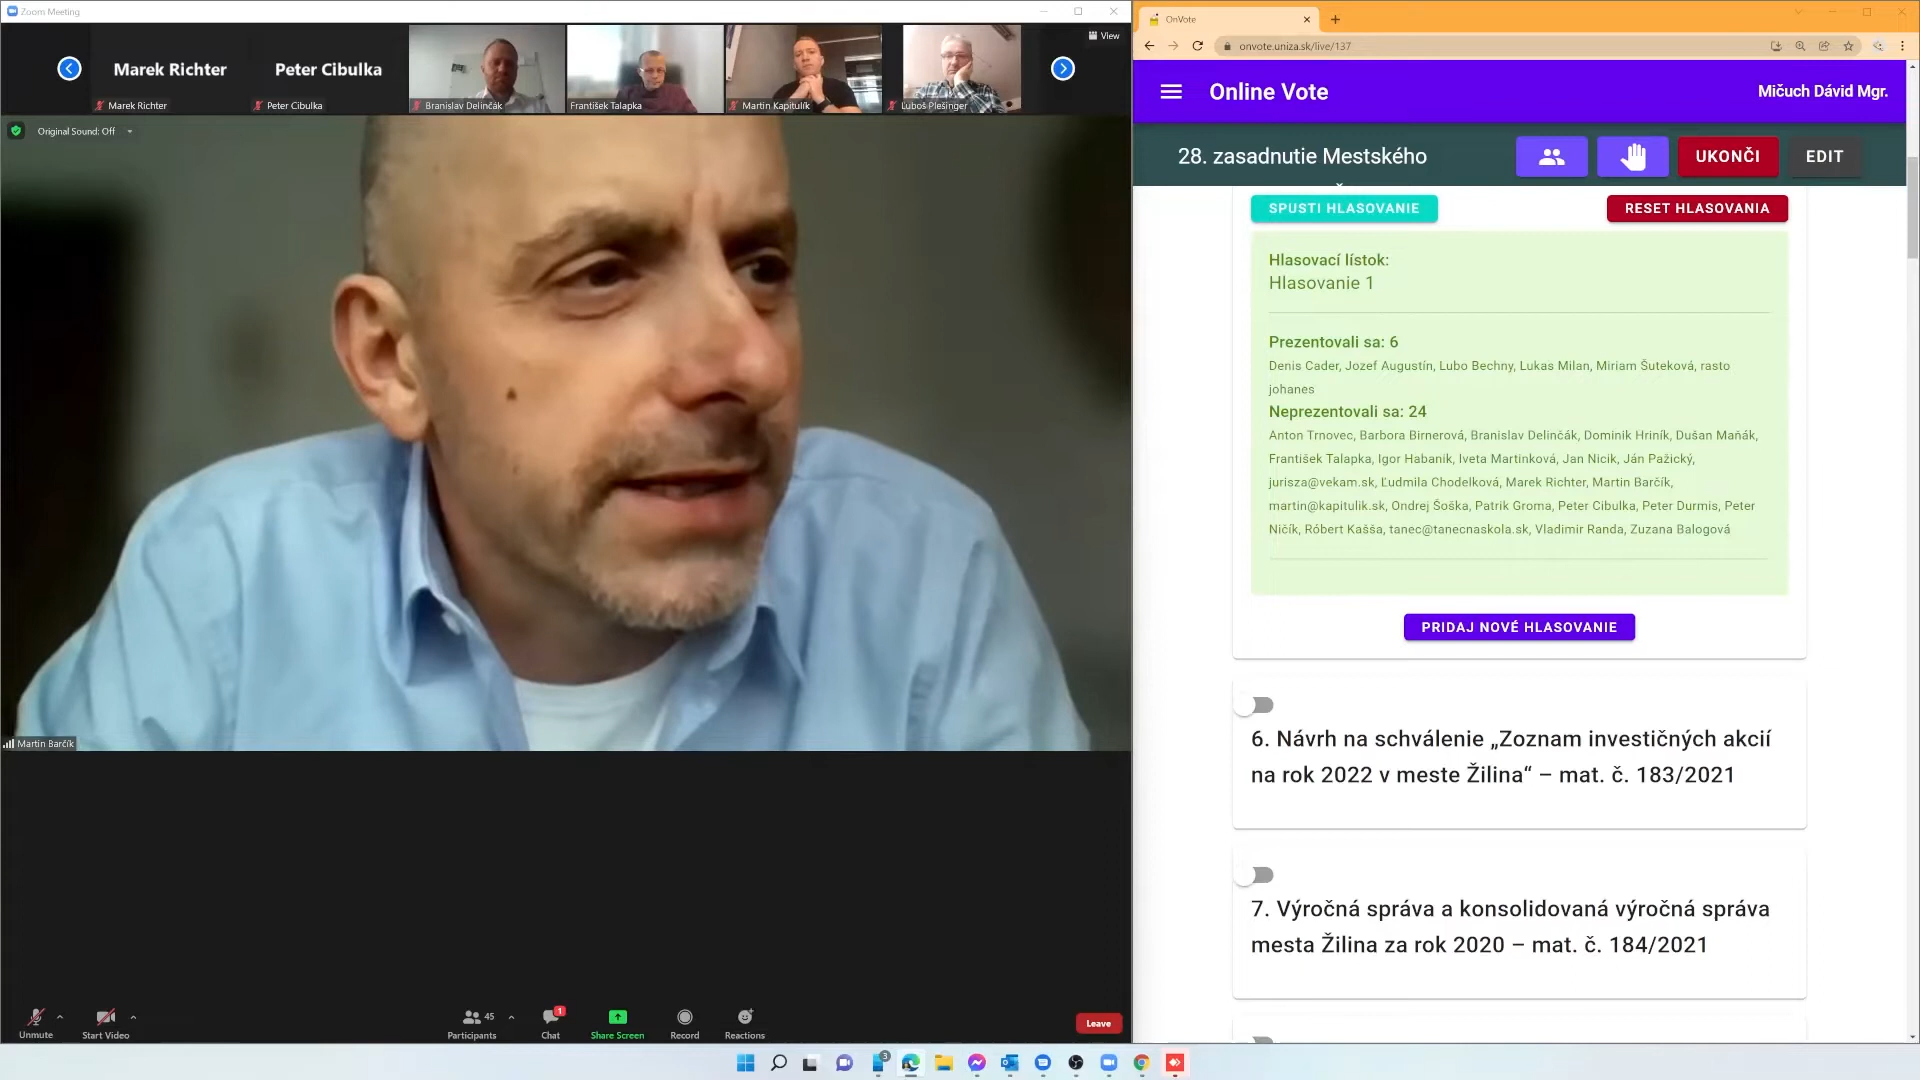 Zoom Meeting
Marek Richter
Peter Cibulka
View
Marek Richter
Peter Cibulka
Branislav Delinčák
František Talapka
Martin Kapitulík
Ľuboš Plešinger
Original Sound: Off
Martin Barčík
Unmute
Start Video
45
Participants
1
Chat
Share Screen
Record
Reactions
Leave
OnVote
onvote.uniza.sk/live/137
Online Vote
Mičuch Dávid Mgr.
28. zasadnutie Mestského
UKONČI
EDIT
SPUSTI HLASOVANIE
RESET HLASOVANIA
Hlasovací lístok:
Hlasovanie 1
Prezentovali sa: 6
Denis Cader, Jozef Augustín, Lubo Bechny, Lukas Milan, Miriam Šuteková, rasto
johanes
Neprezentovali sa: 24
Anton Trnovec, Barbora Birnerová, Branislav Delinčák, Dominik Hriník, Dušan Maňák,
František Talapka, Igor Habanik, Iveta Martinková, Jan Nicik, Ján Pažický,
jurisza@vekam.sk, Ľudmila Chodelková, Marek Richter, Martin Barčík,
martin@kapitulik.sk, Ondrej Šoška, Patrik Groma, Peter Cibulka, Peter Durmis, Peter
Ničík, Róbert Kašša, tanec@tanecnaskola.sk, Vladimir Randa, Zuzana Balogová
PRIDAJ NOVÉ HLASOVANIE
6. Návrh na schválenie „Zoznam investičných akcií
na rok 2022 v meste Žilina“ – mat. č. 183/2021
7. Výročná správa a konsolidovaná výročná správa
mesta Žilina za rok 2020 – mat. č. 184/2021
3